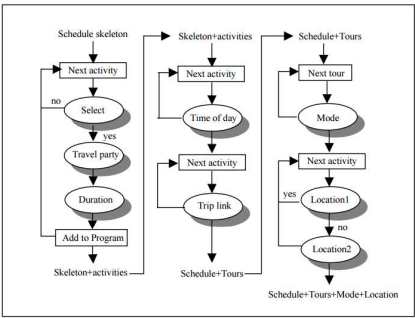 Schedule skeleton
Next activity
no
Select
yes
Travel party
Duration
Add to Program
Skeleton+activities
Skeleton+activities
Next activity
Time of day
Next activity
Trip link
Schedule+Tours
Schedule+Tours
Next tour
Mode
Next activity
yes
Location1
no
Location2
Schedule+Tours+Mode+Location